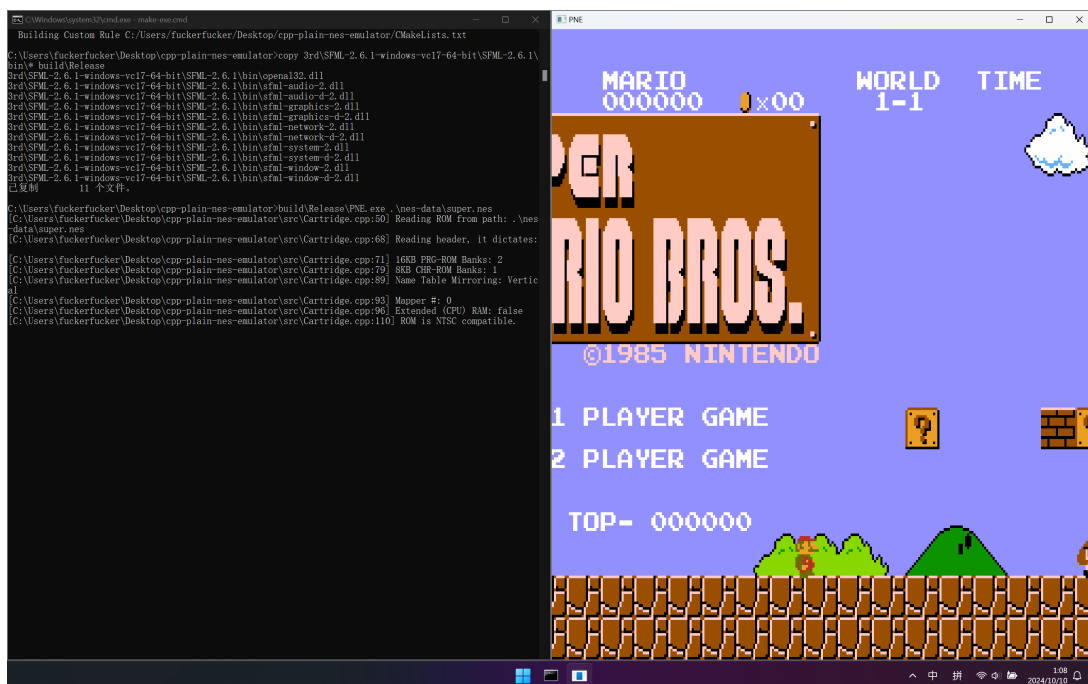 C:\Windows\system32\cmd.exe - make-exe.cmd
Building Custom Rule C:/Users/fuckerfucker/Desktop/cpp-plain-nes-emulator/CMakeLists.txt
C:\Users\fuckerfucker\Desktop\cpp-plain-nes-emulator>copy 3rd\SFML-2.6.1-windows-vc17-64-bit\SFML-2.6.1\
bin\* build\Release
3rd\SFML-2.6.1-windows-vc17-64-bit\SFML-2.6.1\bin\openal32.dll
3rd\SFML-2.6.1-windows-vc17-64-bit\SFML-2.6.1\bin\sfml-audio-2.dll
3rd\SFML-2.6.1-windows-vc17-64-bit\SFML-2.6.1\bin\sfml-audio-d-2.dll
3rd\SFML-2.6.1-windows-vc17-64-bit\SFML-2.6.1\bin\sfml-graphics-2.dll
3rd\SFML-2.6.1-windows-vc17-64-bit\SFML-2.6.1\bin\sfml-graphics-d-2.dll
3rd\SFML-2.6.1-windows-vc17-64-bit\SFML-2.6.1\bin\sfml-network-2.dll
3rd\SFML-2.6.1-windows-vc17-64-bit\SFML-2.6.1\bin\sfml-network-d-2.dll
3rd\SFML-2.6.1-windows-vc17-64-bit\SFML-2.6.1\bin\sfml-system-2.dll
3rd\SFML-2.6.1-windows-vc17-64-bit\SFML-2.6.1\bin\sfml-system-d-2.dll
3rd\SFML-2.6.1-windows-vc17-64-bit\SFML-2.6.1\bin\sfml-window-2.dll
3rd\SFML-2.6.1-windows-vc17-64-bit\SFML-2.6.1\bin\sfml-window-d-2.dll
已复制 11 个文件。
C:\Users\fuckerfucker\Desktop\cpp-plain-nes-emulator>build\Release\PNE.exe .\nes-data\super.nes
[C:\Users\fuckerfucker\Desktop\cpp-plain-nes-emulator\src\Cartridge.cpp:50] Reading ROM from path: .\nes
-data\super.nes
[C:\Users\fuckerfucker\Desktop\cpp-plain-nes-emulator\src\Cartridge.cpp:68] Reading header, it dictates:
[C:\Users\fuckerfucker\Desktop\cpp-plain-nes-emulator\src\Cartridge.cpp:71] 16KB PRG-ROM Banks: 2
[C:\Users\fuckerfucker\Desktop\cpp-plain-nes-emulator\src\Cartridge.cpp:79] 8KB CHR-ROM Banks: 1
[C:\Users\fuckerfucker\Desktop\cpp-plain-nes-emulator\src\Cartridge.cpp:89] Name Table Mirroring: Vertic
al
[C:\Users\fuckerfucker\Desktop\cpp-plain-nes-emulator\src\Cartridge.cpp:93] Mapper #: 0
[C:\Users\fuckerfucker\Desktop\cpp-plain-nes-emulator\src\Cartridge.cpp:96] Extended (CPU) RAM: false
[C:\Users\fuckerfucker\Desktop\cpp-plain-nes-emulator\src\Cartridge.cpp:110] ROM is NTSC compatible.
PNE
MARIO WORLD TIME
000000 ×00 1-1
PER
RIO BROS.
©1985 NINTENDO
?
1 PLAYER GAME
2 PLAYER GAME
TOP- 000000
中 拼 1:08
2024/10/10